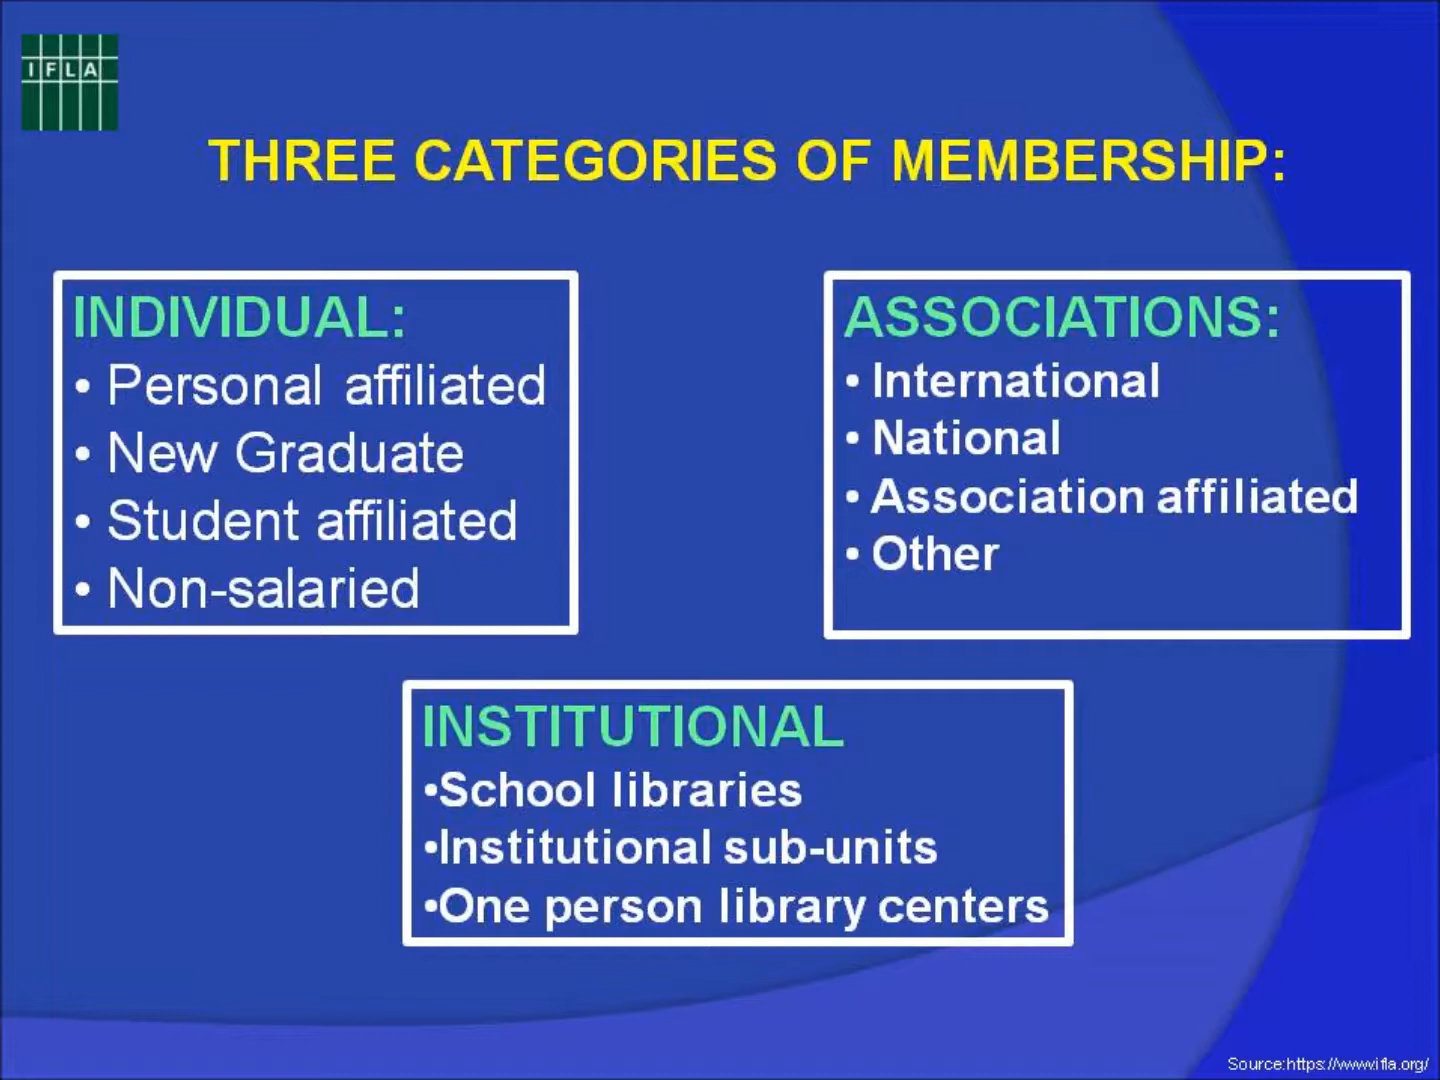 IFLA
THREE CATEGORIES OF MEMBERSHIP:
INDIVIDUAL:
• Personal affiliated
• New Graduate
• Student affiliated
• Non-salaried
ASSOCIATIONS:
• International
• National
• Association affiliated
• Other
INSTITUTIONAL
•School libraries
•Institutional sub-units
•One person library centers
Source:https://www.ifla.org/